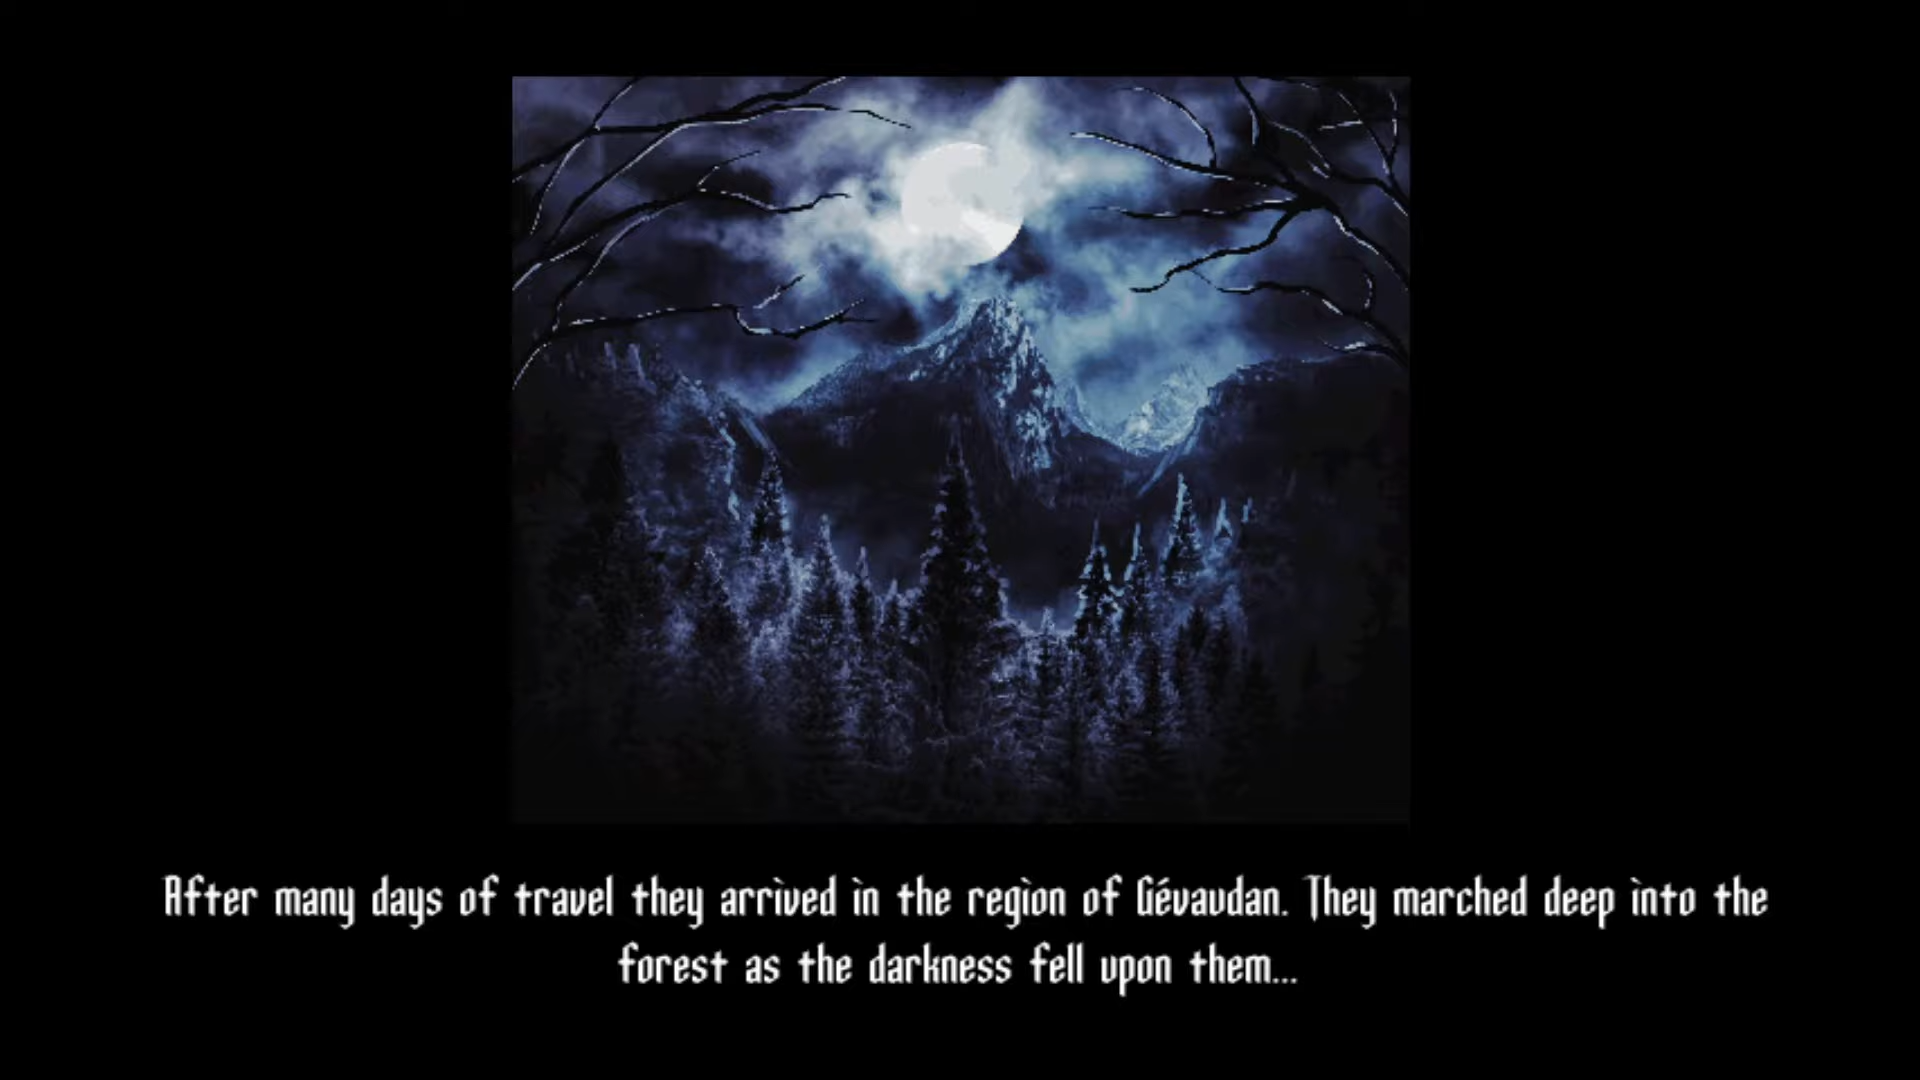 After many days of travel they arrived in the region of Gévaudan. They marched deep into the
forest as the darkness fell upon them...